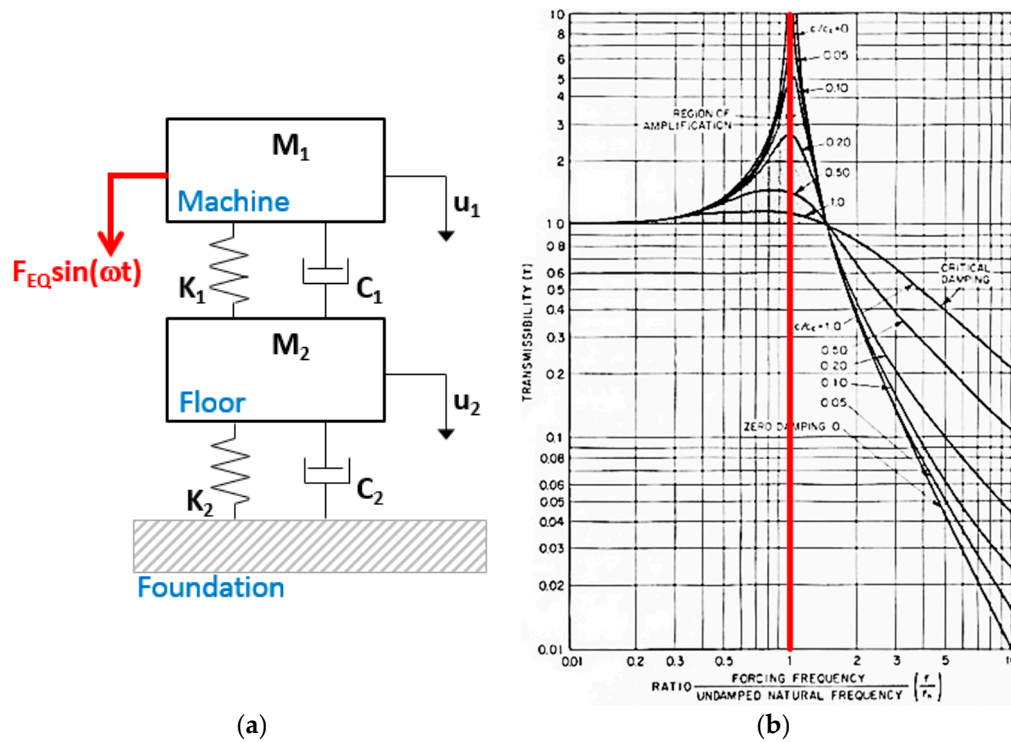 M1
Machine
u1
FEQsin(ωt)
K1
C1
M2
Floor
u2
K2
C2
Foundation
(a)
TRANSMISSIBILITY (T)
10
8
6
5
4
3
2
1.0
0.8
0.6
0.5
0.4
0.3
0.2
0.1
0.08
0.06
0.05
0.04
0.03
0.02
0.01
c/cc=0
0.05
0.10
REGION OF
AMPLIFICATION
0.20
0.50
1.0
CRITICAL
DAMPING
c/cc=1.0
0.50
0.20
0.10
0.05
ZERO DAMPING 0
0.01 0.2 0.3 0.5 1 2 3 5 10
RATIO FORCING FREQUENCY / UNDAMPED NATURAL FREQUENCY (f/fn)
(b)